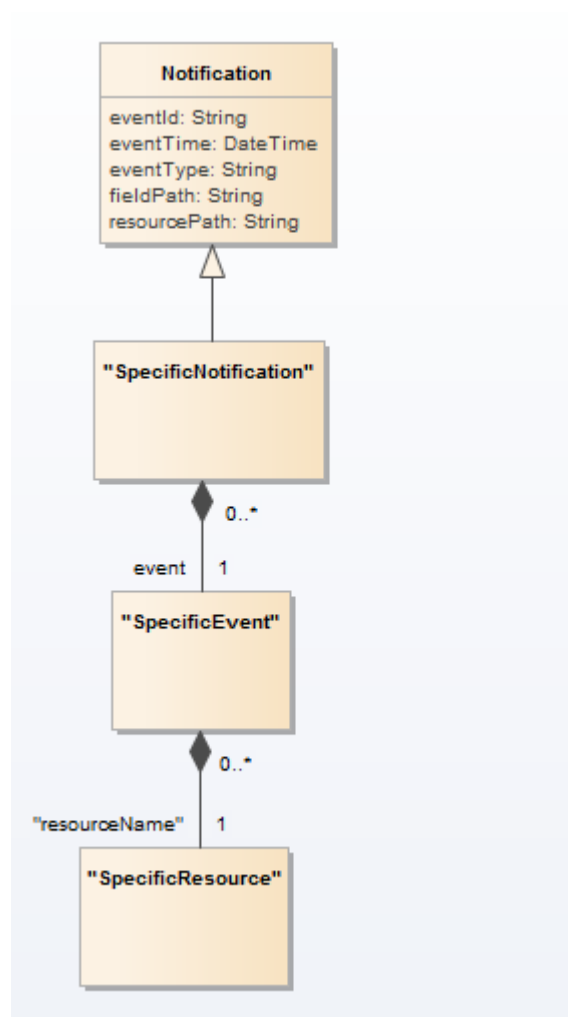 Notification
eventId: String
eventTime: DateTime
eventType: String
fieldPath: String
resourcePath: String
"SpecificNotification"
0..*
event 1
"SpecificEvent"
0..*
"resourceName" 1
"SpecificResource"